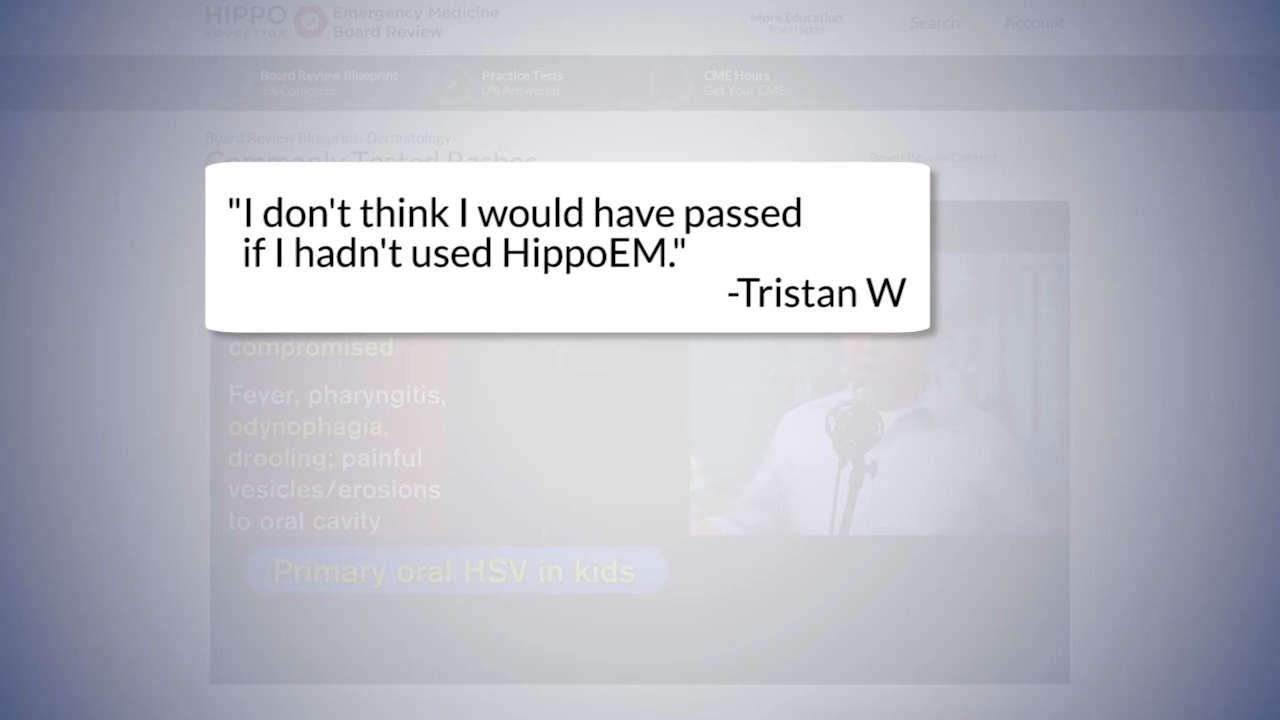 HIPPO
EDUCATION
Emergency Medicine
Board Review
More Education
from Hippo
Search
Account
Board Review Blueprint
Complete
Practice Tests
0% Answered
CME Hours
Get Your CME
Board Review Blueprint› Dermatology›
Commonly Tested Rashes
Board Review Content
"I don't think I would have passed
if I hadn't used HippoEM."
-Tristan W
compromised
Fever, pharyngitis,
odynophagia,
drooling; painful
vesicles/erosions
to oral cavity
Primary oral HSV in kids